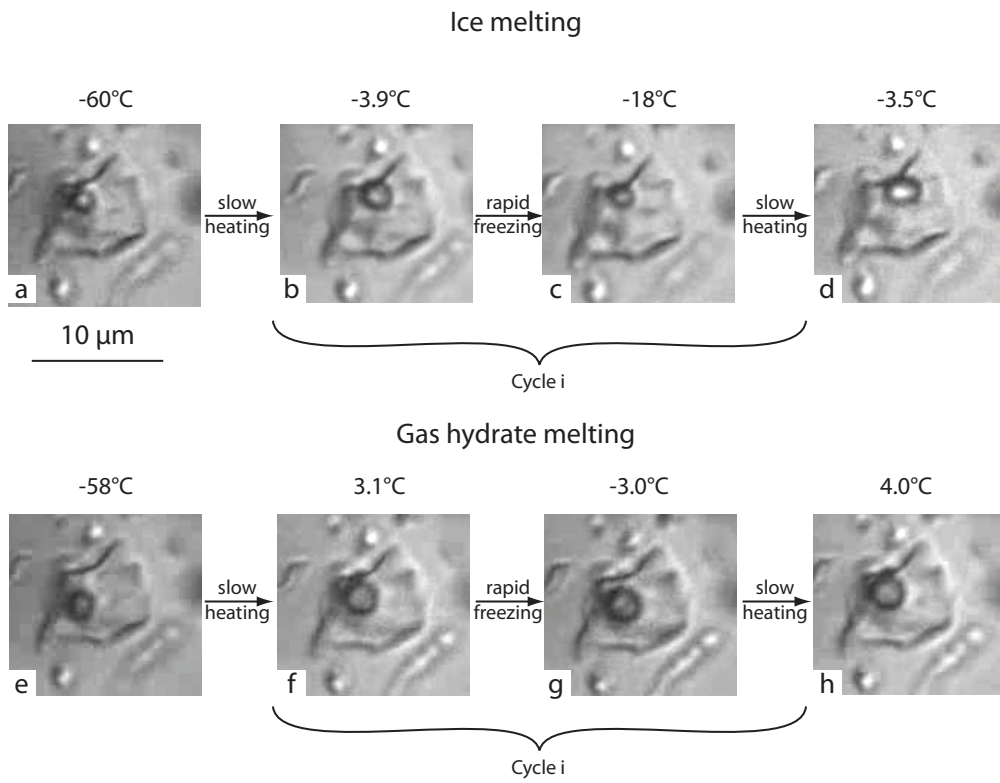 Ice melting
-60°C
-3.9°C
-18°C
-3.5°C
slow
heating
rapid
freezing
slow
heating
a
b
c
d
10 µm
Cycle i
Gas hydrate melting
-58°C
3.1°C
-3.0°C
4.0°C
slow
heating
rapid
freezing
slow
heating
e
f
g
h
Cycle i